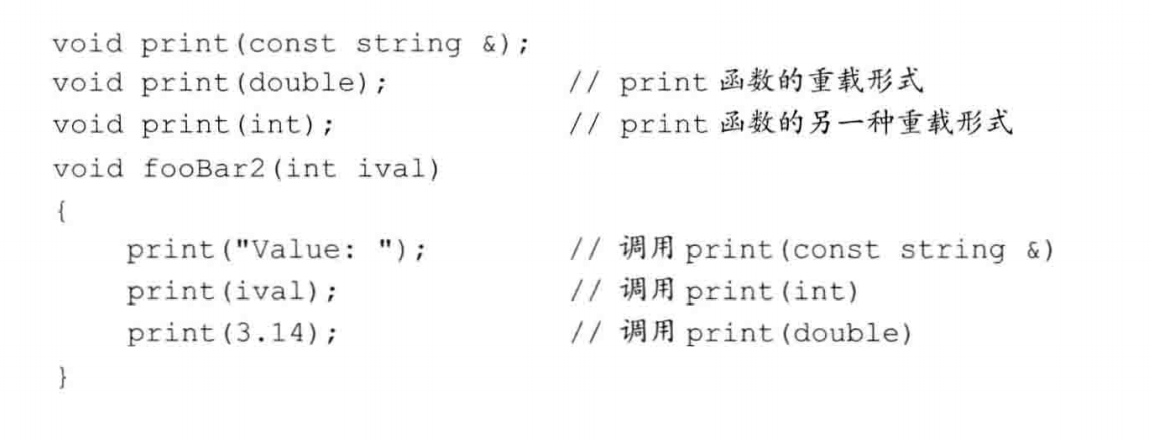 void print(const string &);
void print(double);               // print 函数的重载形式
void print(int);                  // print 函数的另一种重载形式
void fooBar2(int ival)
{
    print("Value: ");             // 调用 print(const string &)
    print(ival);                  // 调用 print(int)
    print(3.14);                  // 调用 print(double)
}